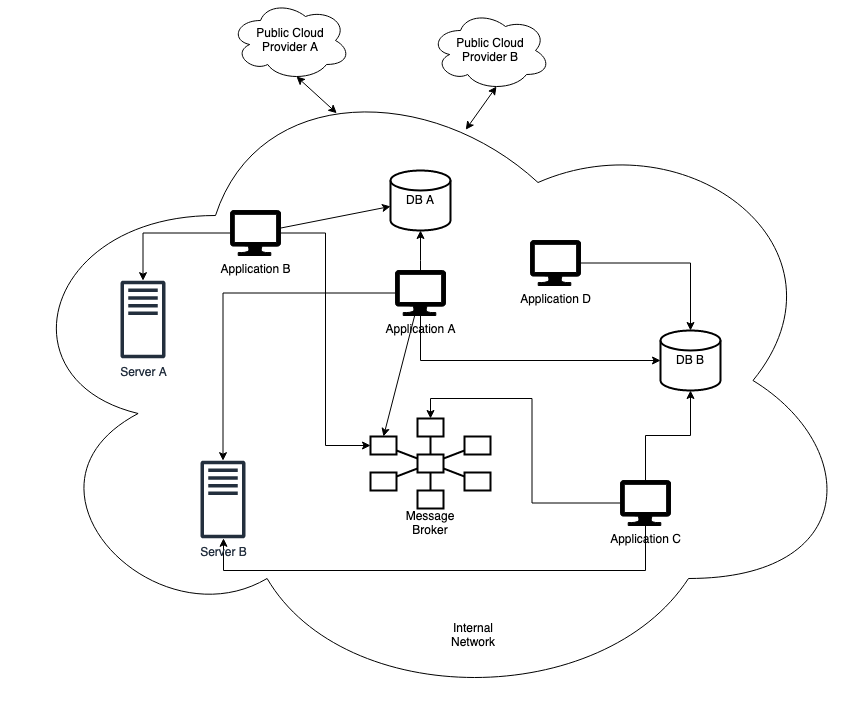 Public Cloud
Provider A
Public Cloud
Provider B
DB A
Application B
Application D
Application A
DB B
Server A
Message
Broker
Application C
Server B
Internal
Network